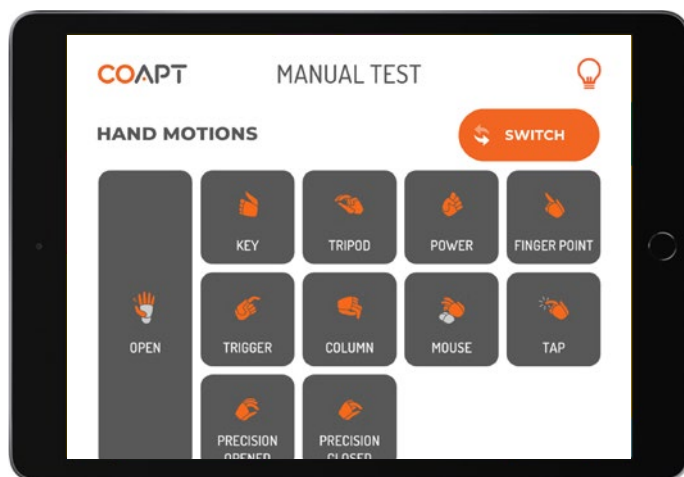 COAPT
MANUAL TEST
HAND MOTIONS
SWITCH
OPEN
KEY
TRIPOD
POWER
FINGER POINT
TRIGGER
COLUMN
MOUSE
TAP
PRECISION
OPENED
PRECISION
CLOSED